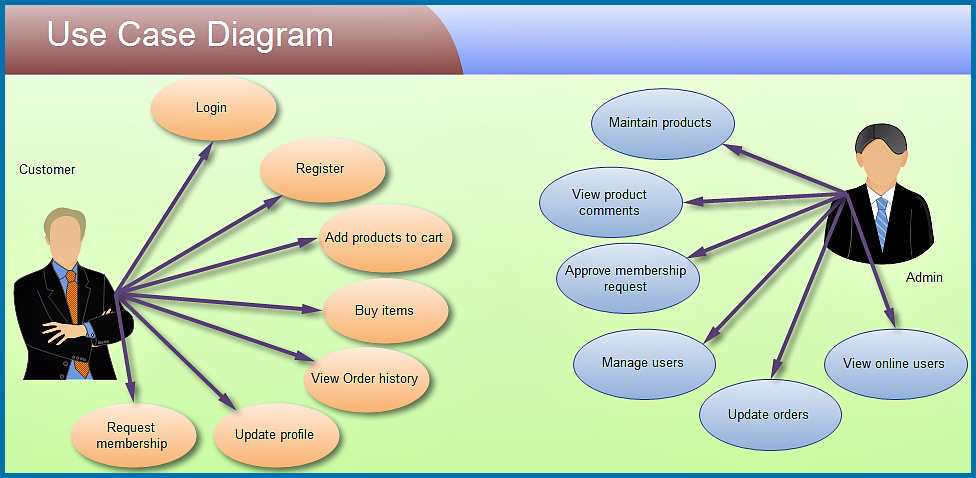 Use Case Diagram
Customer
Login
Register
Add products to cart
Buy items
View Order history
Update profile
Request
membership
Maintain products
View product
comments
Approve membership
request
Manage users
Update orders
View online users
Admin